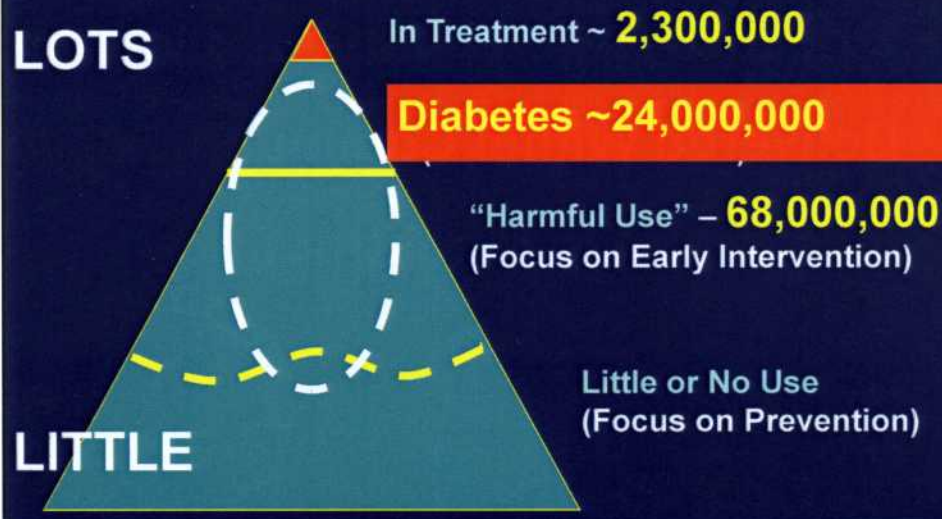 LOTS
In Treatment ~ 2,300,000
Diabetes ~24,000,000
"Harmful Use" – 68,000,000
(Focus on Early Intervention)
Little or No Use
(Focus on Prevention)
LITTLE